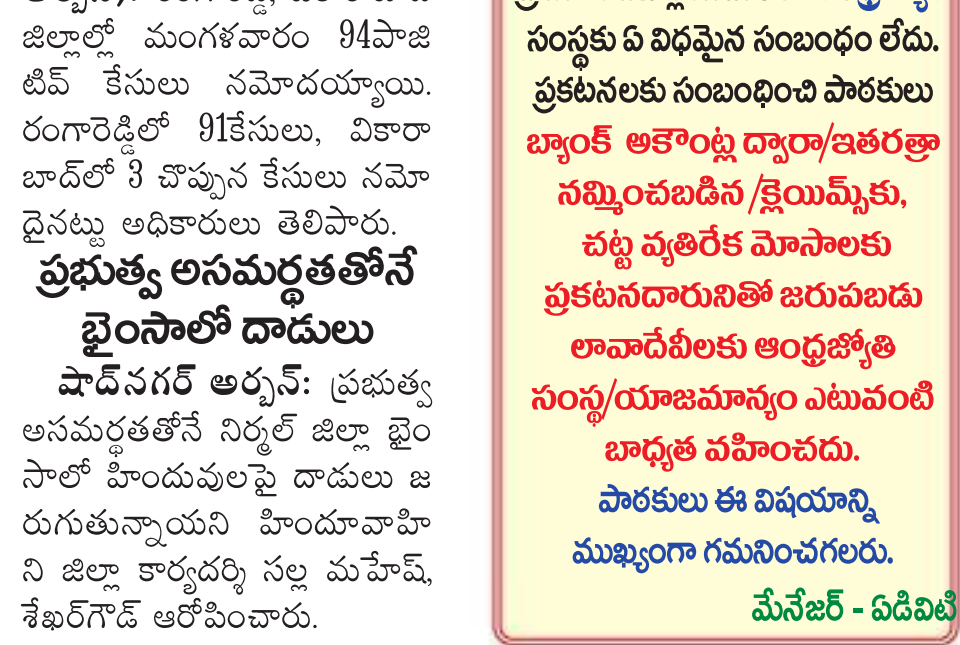 జిల్లాల్లో మంగళవారం 94పాజి
టివ్ కేసులు నమోదయ్యాయి.
రంగారెడ్డిలో 91కేసులు, వికారా
బాద్‌లో 3 చొప్పున కేసులు నమో
దైనట్టు అధికారులు తెలిపారు.
ప్రభుత్వ అసమర్థతతోనే
భైంసాలో దాడులు
షాద్‌నగర్ అర్బన్: ప్రభుత్వ
అసమర్థతతోనే నిర్మల్ జిల్లా భైం
సాలో హిందువులపై దాడులు జ
రుగుతున్నాయని హిందూవాహి
ని జిల్లా కార్యదర్శి సల్ల మహేష్,
శేఖర్‌గౌడ్ ఆరోపించారు.
సంస్థకు ఏ విధమైన సంబంధం లేదు.
ప్రకటనలకు సంబంధించి పాఠకులు
బ్యాంక్ అకౌంట్ల ద్వారా/ఇతరత్రా
నమ్మించబడిన /క్లెయిమ్స్‌కు,
చట్ట వ్యతిరేక మోసాలకు
ప్రకటనదారునితో జరుపబడు
లావాదేవీలకు ఆంధ్రజ్యోతి
సంస్థ/యాజమాన్యం ఎటువంటి
బాధ్యత వహించదు.
పాఠకులు ఈ విషయాన్ని
ముఖ్యంగా గమనించగలరు.
మేనేజర్ - ఏడివిటి